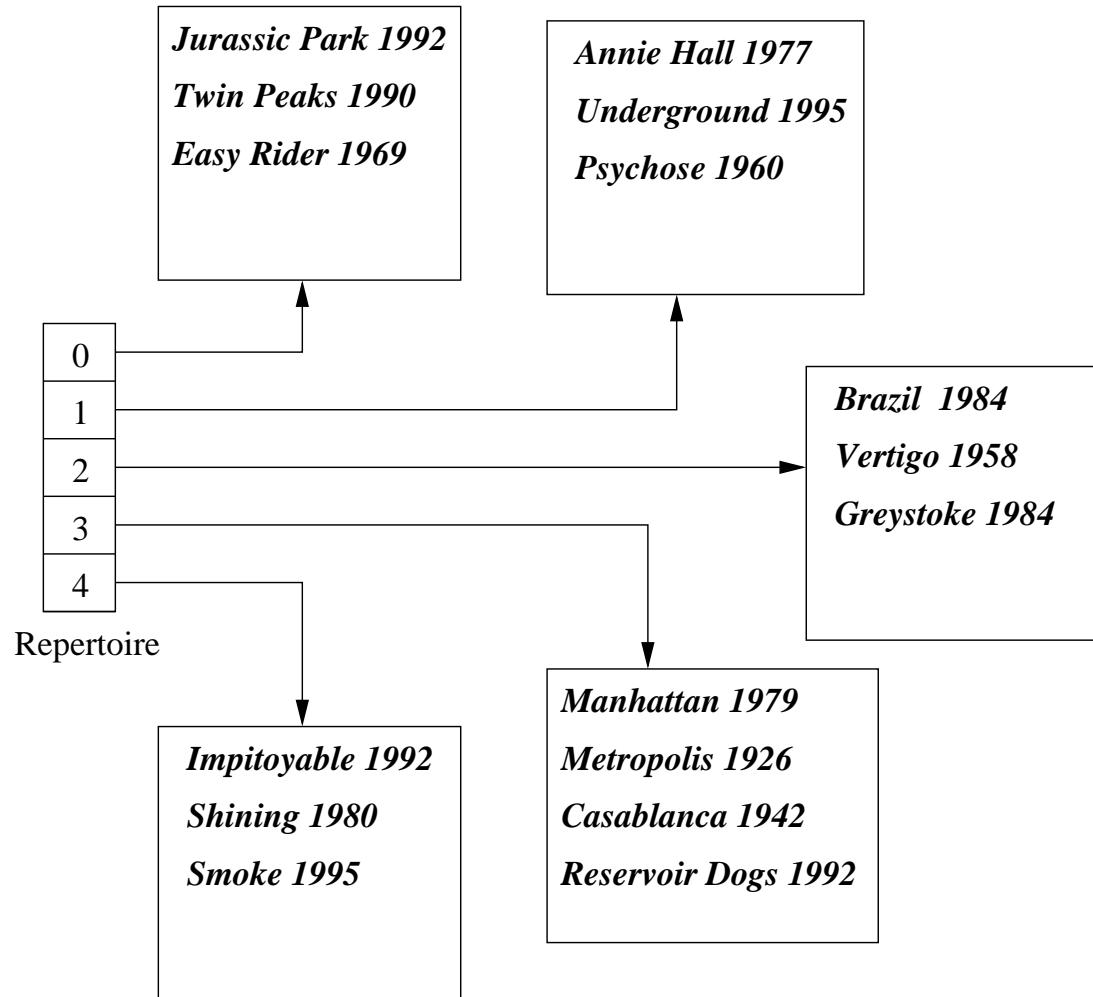 Jurassic Park 1992
Twin Peaks 1990
Easy Rider 1969
Annie Hall 1977
Underground 1995
Psychose 1960
0
1
2
3
4
Repertoire
Brazil 1984
Vertigo 1958
Greystoke 1984
Impitoyable 1992
Shining 1980
Smoke 1995
Manhattan 1979
Metropolis 1926
Casablanca 1942
Reservoir Dogs 1992